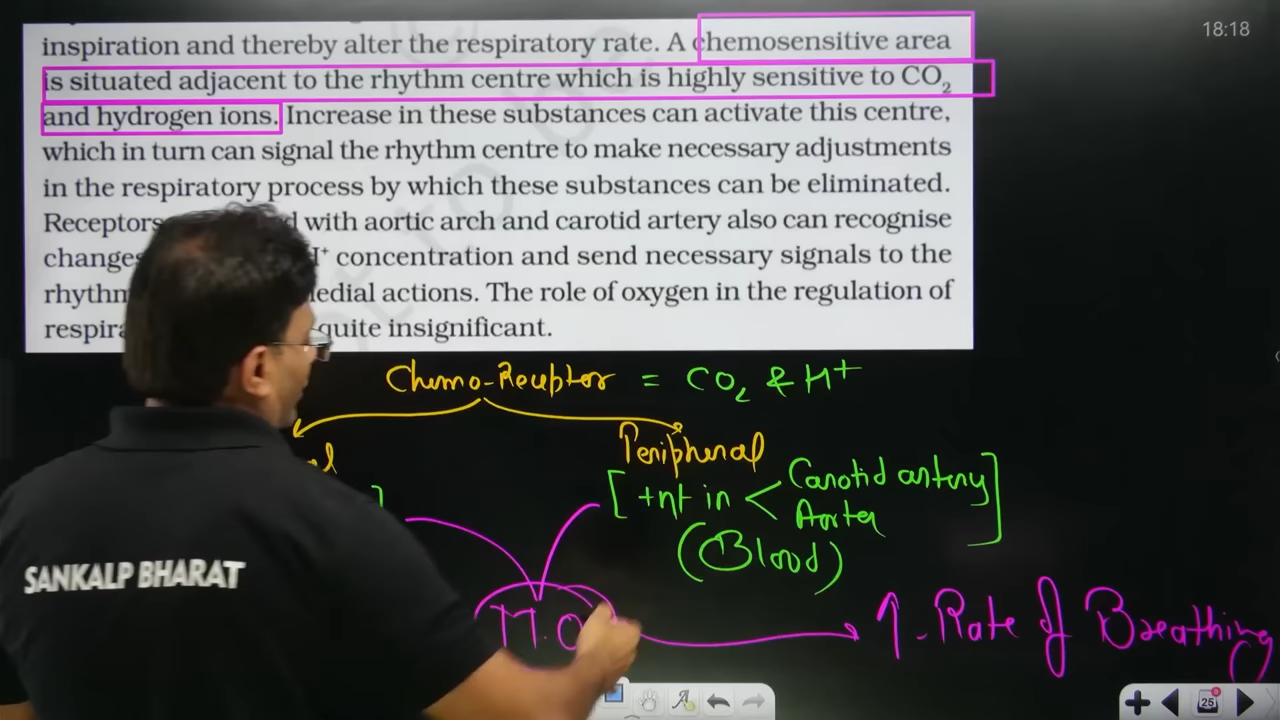 18:18
inspiration and thereby alter the respiratory rate. A chemosensitive area
is situated adjacent to the rhythm centre which is highly sensitive to CO₂
and hydrogen ions. Increase in these substances can activate this centre,
which in turn can signal the rhythm centre to make necessary adjustments
in the respiratory process by which these substances can be eliminated.
Receptors with aortic arch and carotid artery also can recognise
changes concentration and send necessary signals to the
rhythm actions. The role of oxygen in the regulation of
quite insignificant.
Chemo-Receptor = CO₂ & H⁺
Peripheral
[ +nt in < Carotid artery ]
Aorta
(Blood)
M.O
↑ Rate of Breathing
SANKALP BHARAT
25